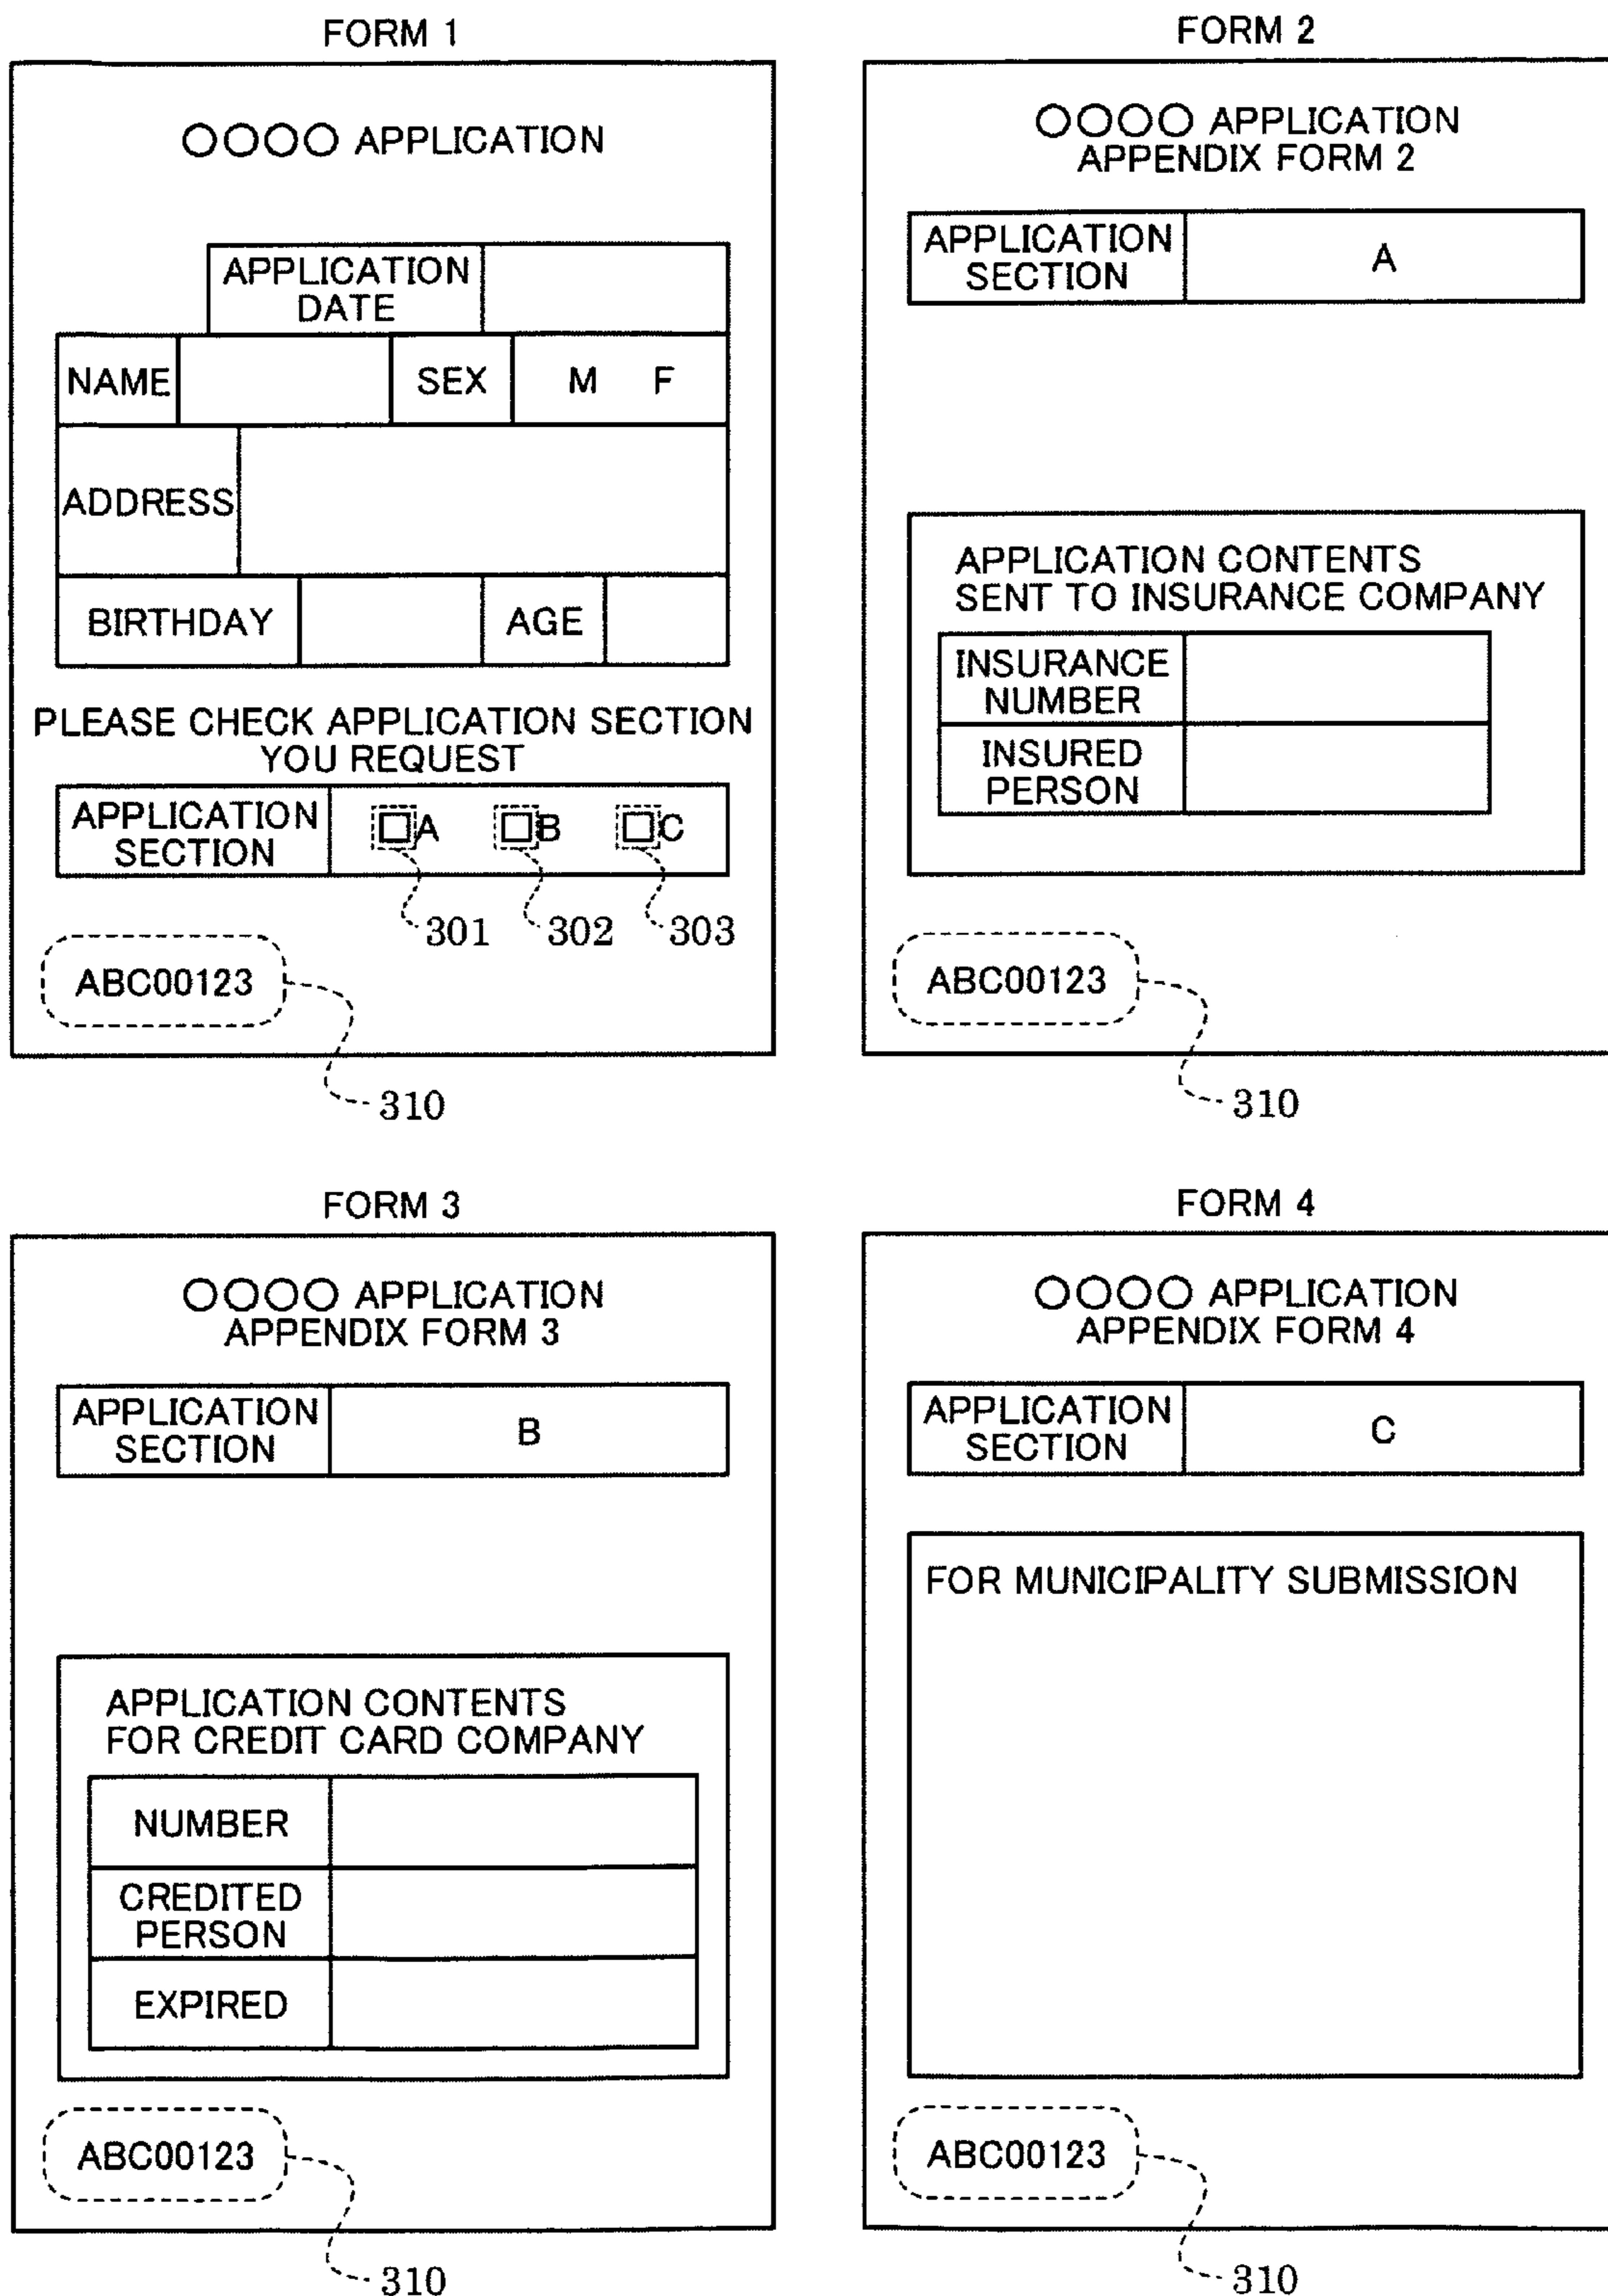 FORM 1
○○○○ APPLICATION
APPLICATION
DATE
NAME SEX M F
ADDRESS
BIRTHDAY AGE
PLEASE CHECK APPLICATION SECTION
YOU REQUEST
APPLICATION
SECTION
□A □B □C
301 302 303
ABC00123
310
FORM 2
○○○○ APPLICATION
APPENDIX FORM 2
APPLICATION
SECTION
A
APPLICATION CONTENTS
SENT TO INSURANCE COMPANY
INSURANCE
NUMBER
INSURED
PERSON
ABC00123
310
FORM 3
○○○○ APPLICATION
APPENDIX FORM 3
APPLICATION
SECTION
B
APPLICATION CONTENTS
FOR CREDIT CARD COMPANY
NUMBER
CREDITED
PERSON
EXPIRED
ABC00123
310
FORM 4
○○○○ APPLICATION
APPENDIX FORM 4
APPLICATION
SECTION
C
FOR MUNICIPALITY SUBMISSION
ABC00123
310